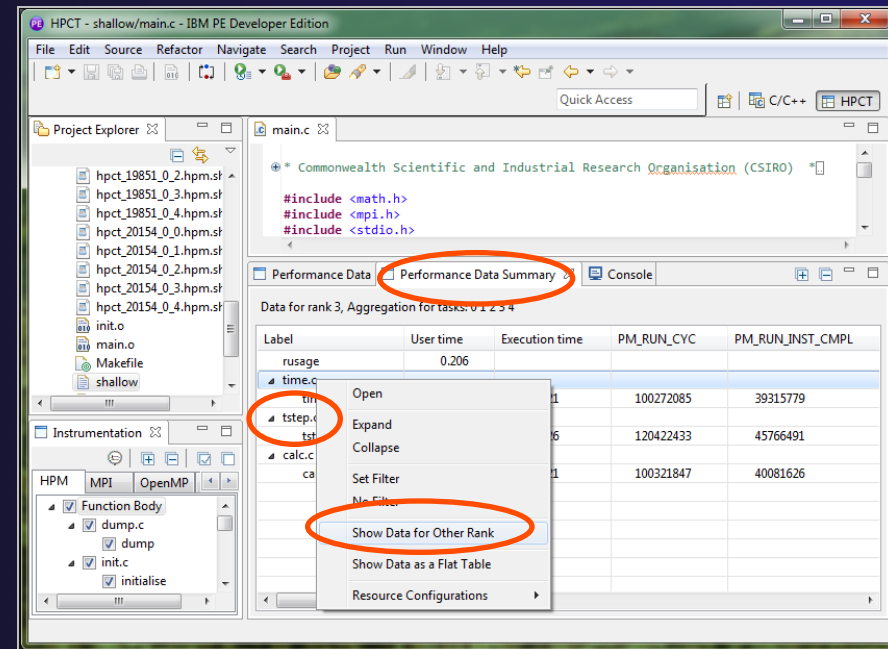 HPCT - shallow/main.c - IBM PE Developer Edition
File Edit Source Refactor Navigate Search Project Run Window Help
Quick Access
C/C++ HPCT
Project Explorer
hpct_19851_0_2.hpm.sh
hpct_19851_0_3.hpm.sh
hpct_19851_0_4.hpm.sh
hpct_20154_0_0.hpm.sh
hpct_20154_0_1.hpm.sh
hpct_20154_0_2.hpm.sh
hpct_20154_0_3.hpm.sh
hpct_20154_0_4.hpm.sh
init.o
main.o
Makefile
shallow
main.c
* Commonwealth Scientific and Industrial Research Organisation (CSIRO) *
#include <math.h>
#include <mpi.h>
#include <stdio.h>
Instrumentation
HPM MPI OpenMP
Function Body
dump.c
dump
init.c
initialise
Performance Data Performance Data Summary Console
Data for rank 3, Aggregation for tasks: 0 1 2 3 4
Label User time Execution time PM_RUN_CYC PM_RUN_INST_CMPL
rusage 0.206
time.c
100272085 39315779
tstep.c
tst 120422433 45766491
calc.c
ca 100321847 40081626
Open
Expand
Collapse
Set Filter
No Filter
Show Data for Other Rank
Show Data as a Flat Table
Resource Configurations